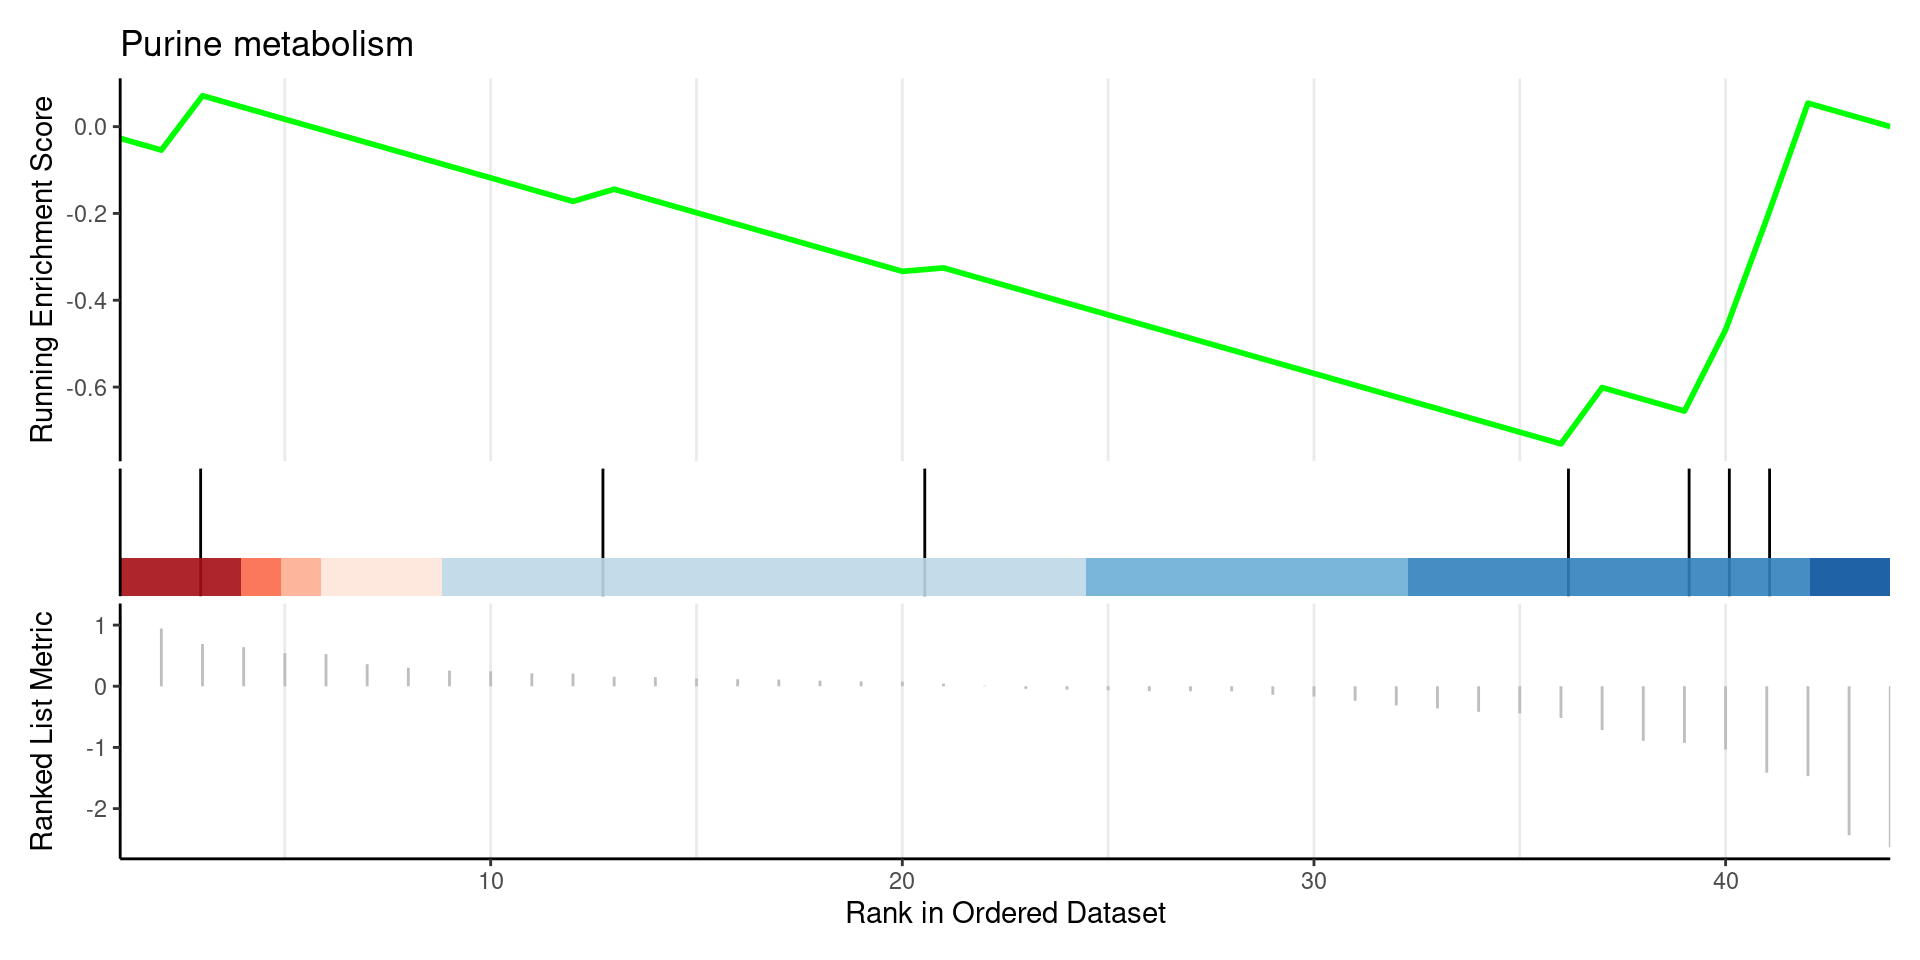 Purine metabolism
Running Enrichment Score
0.0
-0.2
-0.4
-0.6
Ranked List Metric
1
0
-1
-2
10 20 30 40
Rank in Ordered Dataset